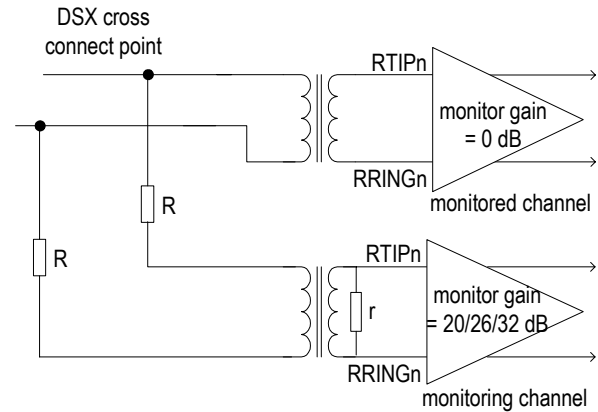 DSX cross
connect point
RTIPn
monitor gain
= 0 dB
RRINGn
monitored channel
R
R
RTIPn
monitor gain
= 20/26/32 dB
r
RRINGn
monitoring channel